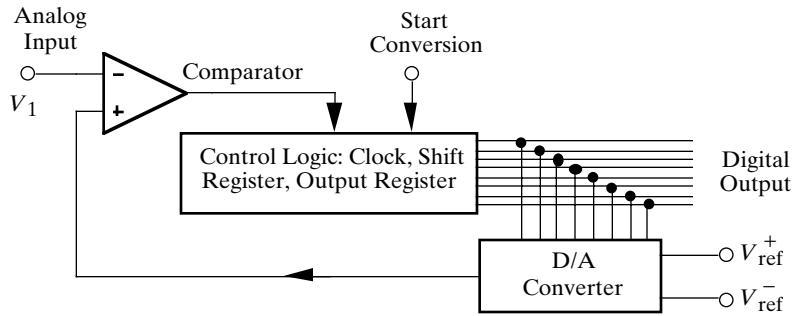 Analog
Input
V1
−
+
Comparator
Start
Conversion
Control Logic: Clock, Shift
Register, Output Register
Digital
Output
D/A
Converter
V+ref
V−ref